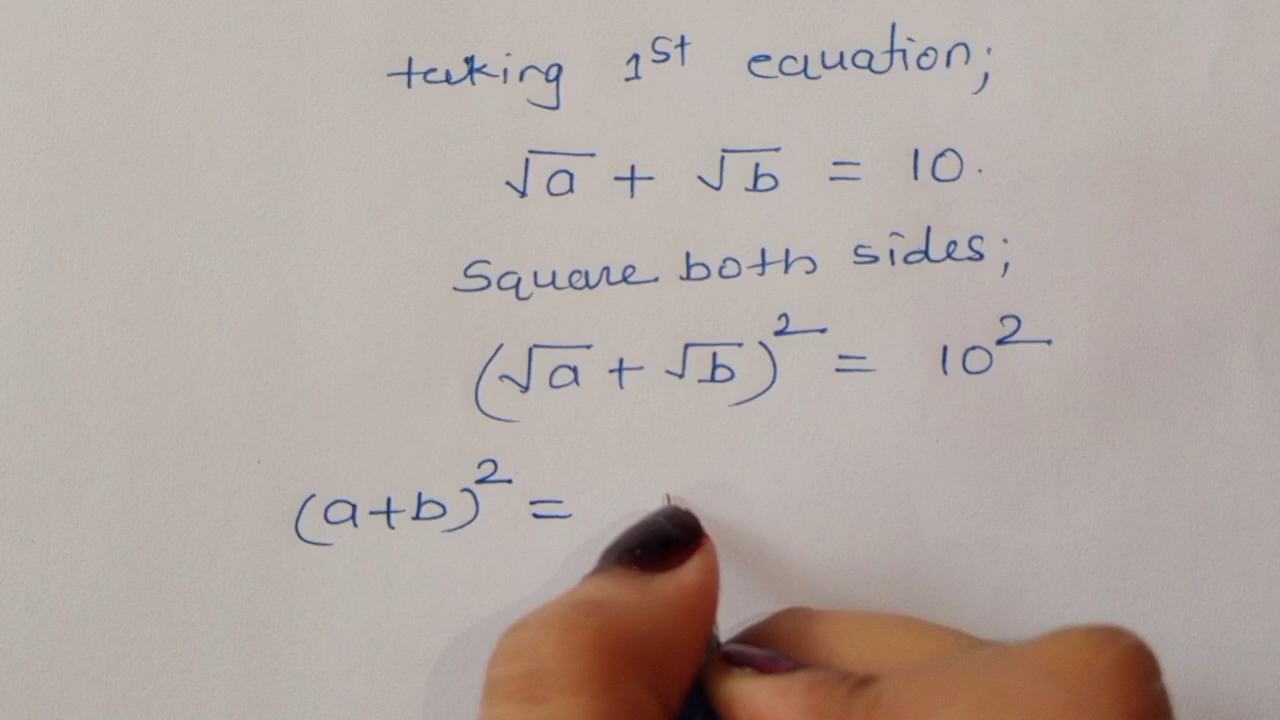 taking 1st equation;
√a + √b = 10.
Square both sides;
(√a + √b)² = 10²
(a+b)² =